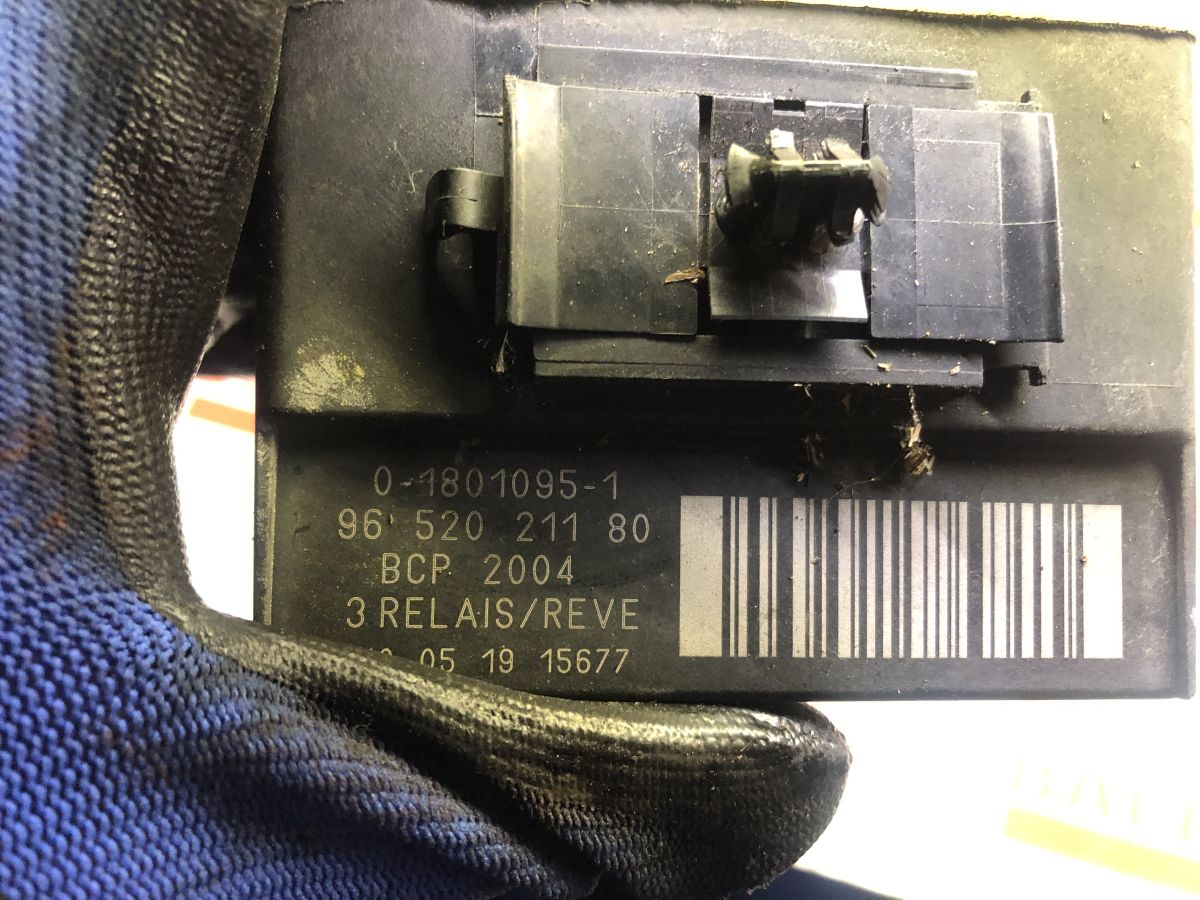 0-1801095-1
96 520 211 80
BCP 2004
3 RELAIS/REVE
05 19 15677